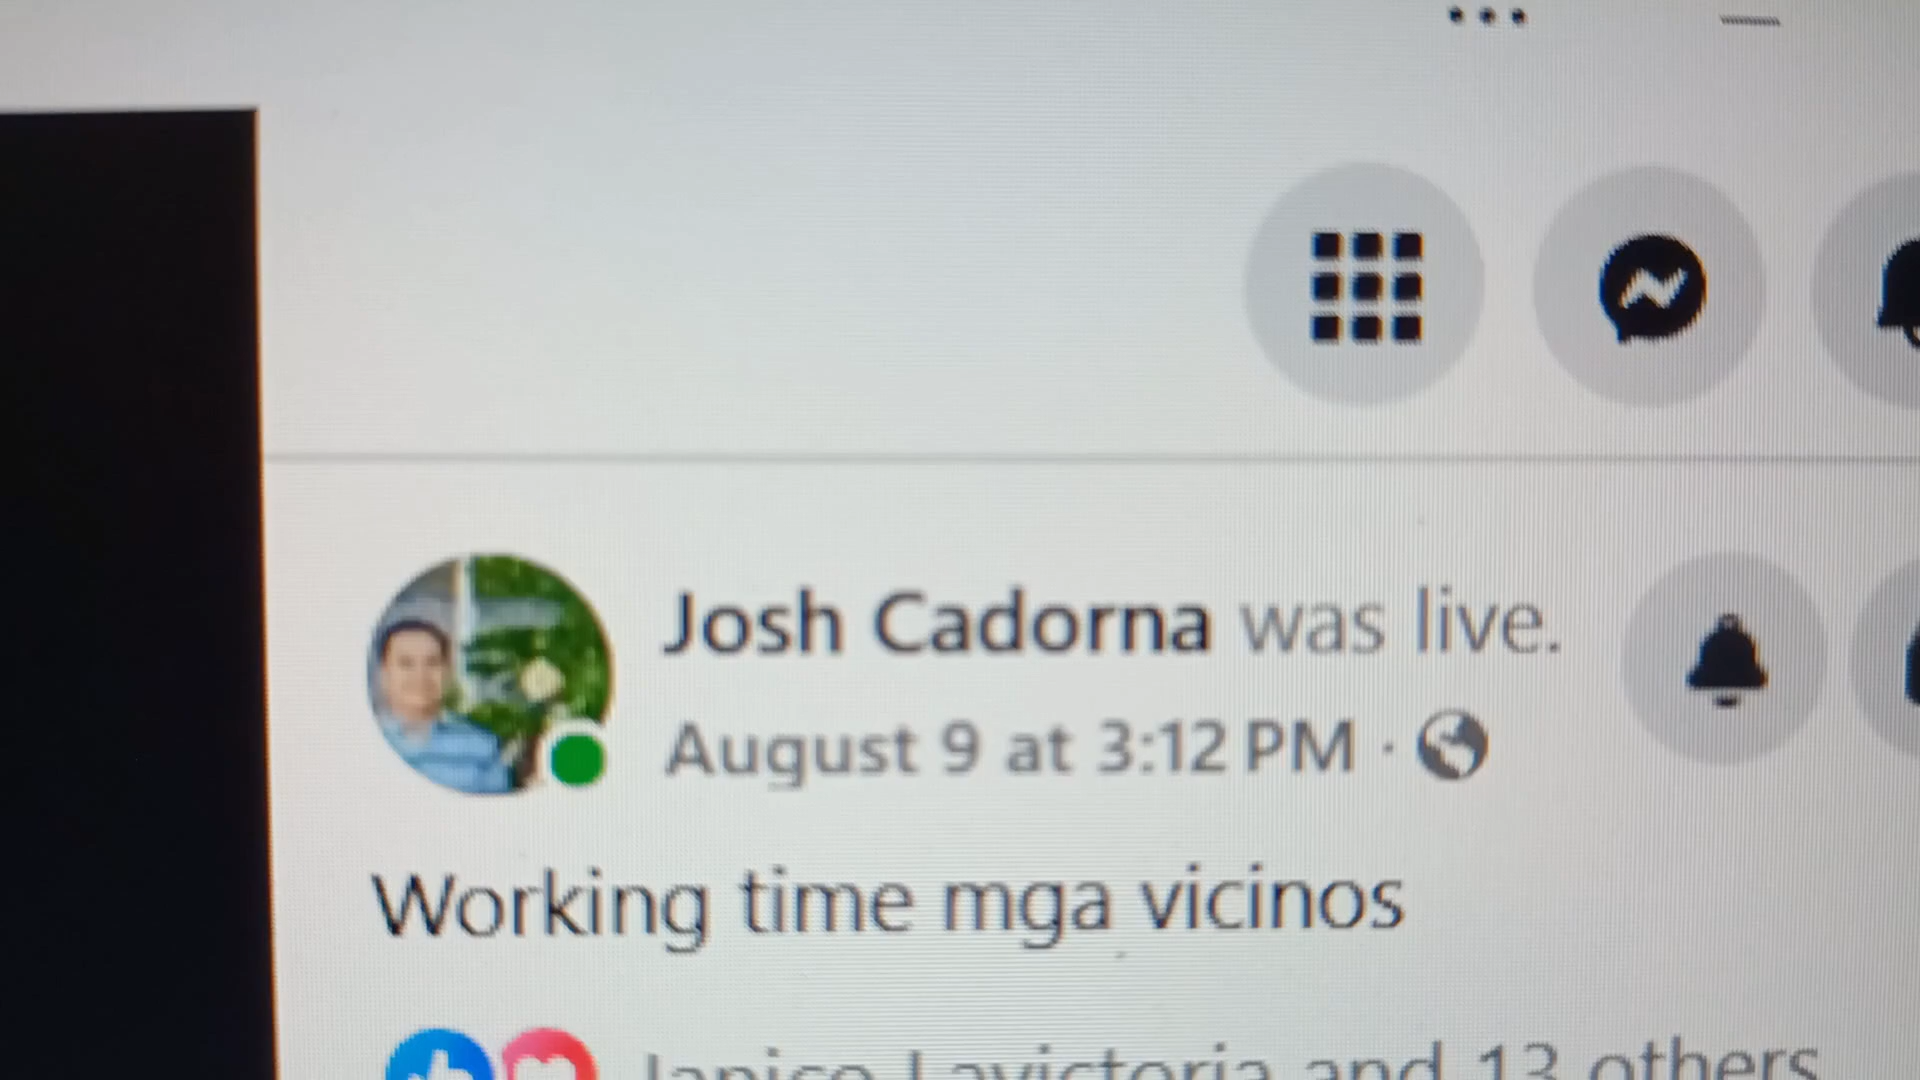 Josh Cadorna was live.
August 9 at 3:12 PM ·
Working time mga vicinos
Janice Lavictoria and 13 others